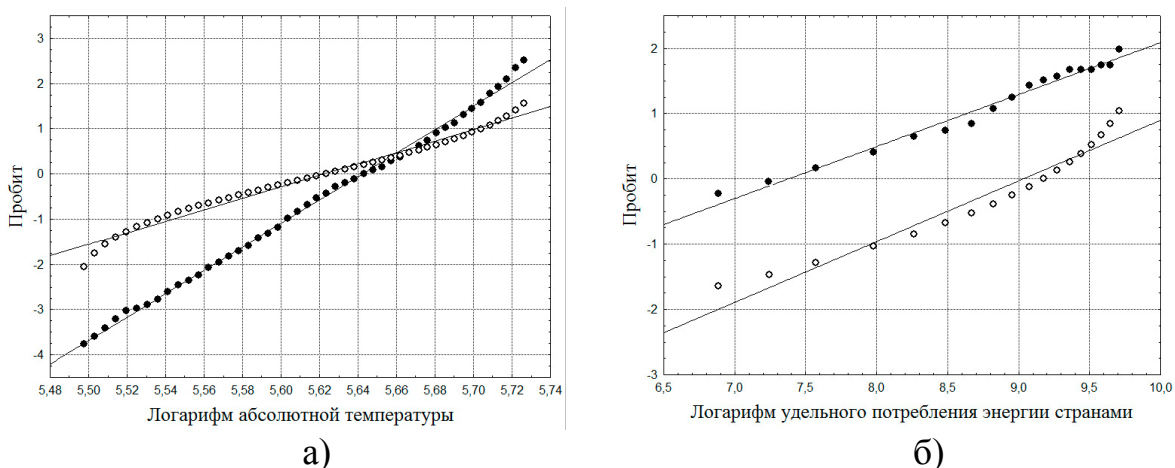 3
2
1
0
-1
-2
-3
-4
Пробит
5,48 5,50 5,52 5,54 5,56 5,58 5,60 5,62 5,64 5,66 5,68 5,70 5,72 5,74
Логарифм абсолютной температуры
а)
2
1
0
-1
-2
-3
Пробит
6,5 7,0 7,5 8,0 8,5 9,0 9,5 10,0
Логарифм удельного потребления энергии странами
б)